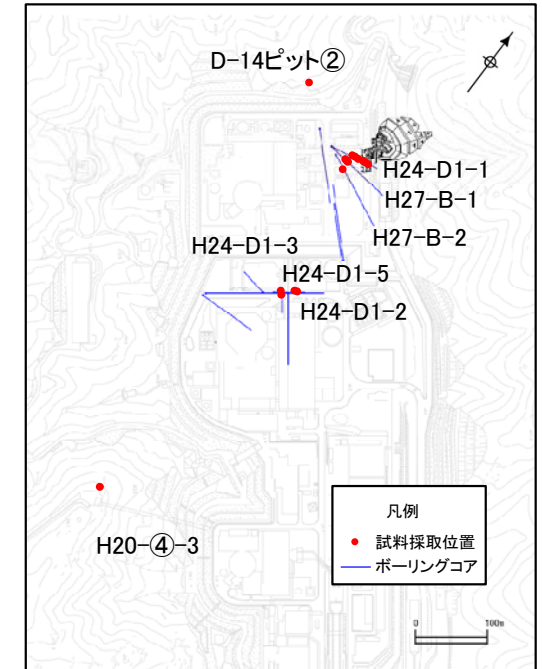 D-14ピット②
H24-D1-1
H27-B-1
H27-B-2
H24-D1-3
H24-D1-5
H24-D1-2
H20-④-3
凡例
試料採取位置
ボーリングコア
0 100m